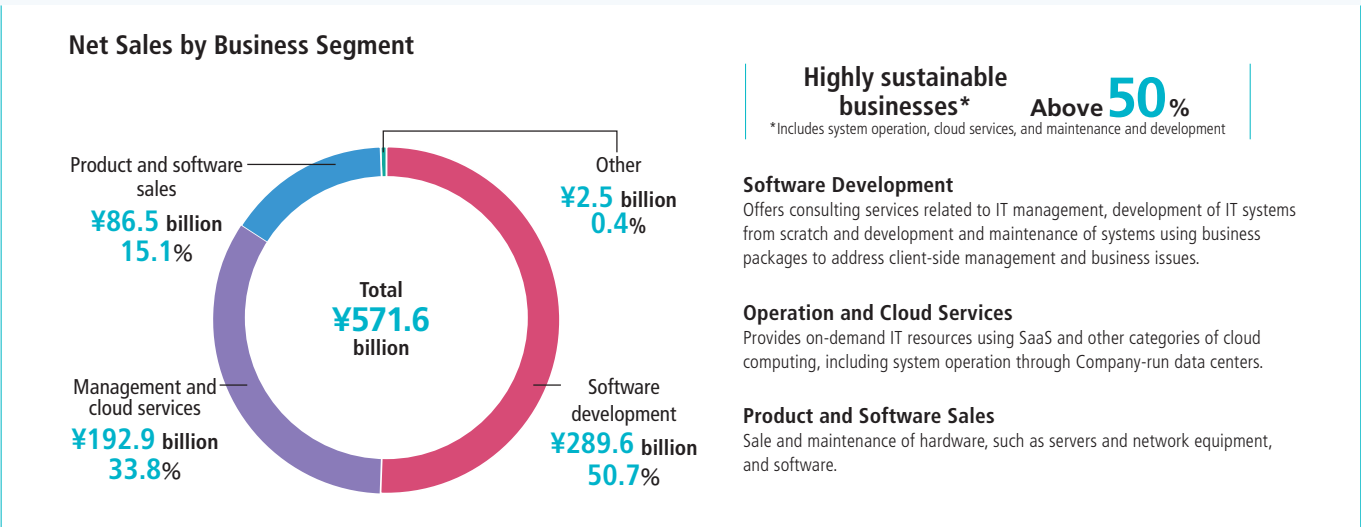 Net Sales by Business Segment
Product and software
sales
¥86.5 billion
15.1%
Other
¥2.5 billion
0.4%
Total
¥571.6
billion
Management and
cloud services
¥192.9 billion
33.8%
Software
development
¥289.6 billion
50.7%
Highly sustainable
businesses* Above 50%
*Includes system operation, cloud services, and maintenance and development
Software Development
Offers consulting services related to IT management, development of IT systems
from scratch and development and maintenance of systems using business
packages to address client-side management and business issues.
Operation and Cloud Services
Provides on-demand IT resources using SaaS and other categories of cloud
computing, including system operation through Company-run data centers.
Product and Software Sales
Sale and maintenance of hardware, such as servers and network equipment,
and software.